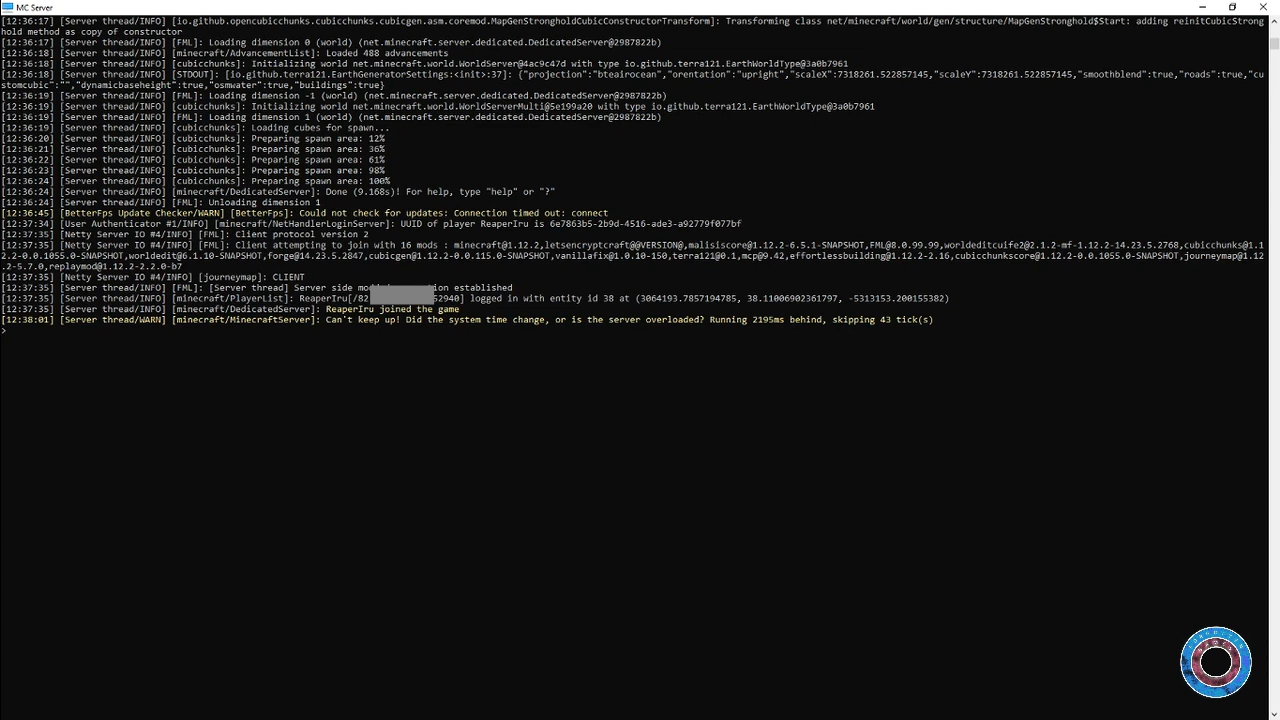 MC Server
[12:36:17] [Server thread/INFO] [io.github.opencubicchunks.cubicchunks.cubicgen.asm.coremod.MapGenStrongholdCubicConstructorTransform]: Transforming class net/minecraft/world/gen/structure/MapGenStronghold$Start: adding reinitCubicStrong
hold method as copy of constructor
[12:36:17] [Server thread/INFO] [FML]: Loading dimension 0 (world) (net.minecraft.server.dedicated.DedicatedServer@2987822b)
[12:36:18] [Server thread/INFO] [minecraft/AdvancementList]: Loaded 488 advancements
[12:36:18] [Server thread/INFO] [cubicchunks]: Initializing world net.minecraft.world.WorldServer@4ac9c47d with type io.github.terra121.EarthWorldType@3a0b7961
[12:36:18] [Server thread/INFO] [STDOUT]: [io.github.terra121.EarthGeneratorSettings:<init>:37]: {"projection":"bteairocean","orentation":"upright","scaleX":7318261.522857145,"scaleY":7318261.522857145,"smoothblend":true,"roads":true,"cu
stomcubic":"","dynamicbaseheight":true,"osmwater":true,"buildings":true}
[12:36:19] [Server thread/INFO] [FML]: Loading dimension -1 (world) (net.minecraft.server.dedicated.DedicatedServer@2987822b)
[12:36:19] [Server thread/INFO] [cubicchunks]: Initializing world net.minecraft.world.WorldServerMulti@5e199a20 with type io.github.terra121.EarthWorldType@3a0b7961
[12:36:19] [Server thread/INFO] [FML]: Loading dimension 1 (world) (net.minecraft.server.dedicated.DedicatedServer@2987822b)
[12:36:19] [Server thread/INFO] [cubicchunks]: Loading cubes for spawn...
[12:36:20] [Server thread/INFO] [cubicchunks]: Preparing spawn area: 12%
[12:36:21] [Server thread/INFO] [cubicchunks]: Preparing spawn area: 36%
[12:36:22] [Server thread/INFO] [cubicchunks]: Preparing spawn area: 61%
[12:36:23] [Server thread/INFO] [cubicchunks]: Preparing spawn area: 98%
[12:36:24] [Server thread/INFO] [cubicchunks]: Preparing spawn area: 100%
[12:36:24] [Server thread/INFO] [minecraft/DedicatedServer]: Done (9.168s)! For help, type "help" or "?"
[12:36:24] [Server thread/INFO] [FML]: Unloading dimension 1
[12:36:45] [BetterFps Update Checker/WARN] [BetterFps]: Could not check for updates: Connection timed out: connect
[12:37:34] [User Authenticator #1/INFO] [minecraft/NetHandlerLoginServer]: UUID of player ReaperIru is 6e7863b5-2b9d-4516-ade3-a92779f077bf
[12:37:35] [Netty Server IO #4/INFO] [FML]: Client protocol version 2
[12:37:35] [Netty Server IO #4/INFO] [FML]: Client attempting to join with 16 mods : minecraft@1.12.2,letsencryptcraft@@VERSION@,malisiscore@1.12.2-6.5.1-SNAPSHOT,FML@8.0.99.99,worldeditcuife2@2.1.2-mf-1.12.2-14.23.5.2768,cubicchunks@1.1
2.2-0.0.1055.0-SNAPSHOT,worldedit@6.1.10-SNAPSHOT,forge@14.23.5.2847,cubicgen@1.12.2-0.0.115.0-SNAPSHOT,vanillafix@1.0.10-150,terra121@0.1,mcp@9.42,effortlessbuilding@1.12.2-2.16,cubicchunkscore@1.12.2-0.0.1055.0-SNAPSHOT,journeymap@1.12
.2-5.7.0,replaymod@1.12.2-2.2.0-b7
[12:37:35] [Netty Server IO #4/INFO] [journeymap]: CLIENT
[12:37:35] [Server thread/INFO] [FML]: [Server thread] Server side established
[12:37:35] [Server thread/INFO] [minecraft/PlayerList]: ReaperIru[/82 52940] logged in with entity id 38 at (3064193.7857194785, 38.11006902361797, -5313153.200155382)
[12:37:35] [Server thread/INFO] [minecraft/DedicatedServer]: ReaperIru joined the game
[12:38:01] [Server thread/WARN] [minecraft/MinecraftServer]: Can't keep up! Did the system time change, or is the server overloaded? Running 2195ms behind, skipping 43 tick(s)
>